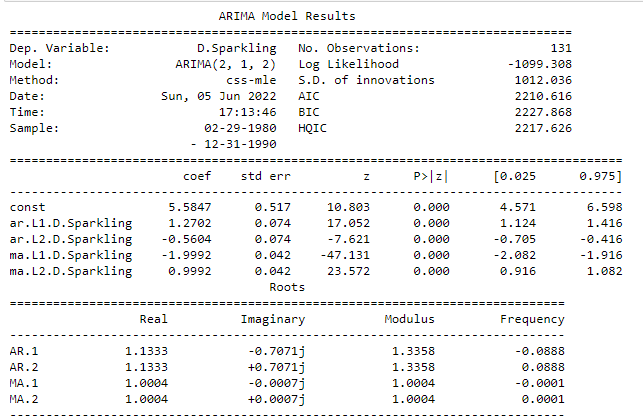 ARIMA Model Results
==============================================================================
Dep. Variable: D.Sparkling No. Observations: 131
Model: ARIMA(2, 1, 2) Log Likelihood -1099.308
Method: css-mle S.D. of innovations 1012.036
Date: Sun, 05 Jun 2022 AIC 2210.616
Time: 17:13:46 BIC 2227.868
Sample: 02-29-1980 HQIC 2217.626
- 12-31-1990
=====================================================================================
coef std err z P>|z| [0.025 0.975]
-------------------------------------------------------------------------------------
const 5.5847 0.517 10.803 0.000 4.571 6.598
ar.L1.D.Sparkling 1.2702 0.074 17.052 0.000 1.124 1.416
ar.L2.D.Sparkling -0.5604 0.074 -7.621 0.000 -0.705 -0.416
ma.L1.D.Sparkling -1.9992 0.042 -47.131 0.000 -2.082 -1.916
ma.L2.D.Sparkling 0.9992 0.042 23.572 0.000 0.916 1.082
Roots
=============================================================================
Real Imaginary Modulus Frequency
-----------------------------------------------------------------------------
AR.1 1.1333 -0.7071j 1.3358 -0.0888
AR.2 1.1333 +0.7071j 1.3358 0.0888
MA.1 1.0004 -0.0007j 1.0004 -0.0001
MA.2 1.0004 +0.0007j 1.0004 0.0001
-----------------------------------------------------------------------------